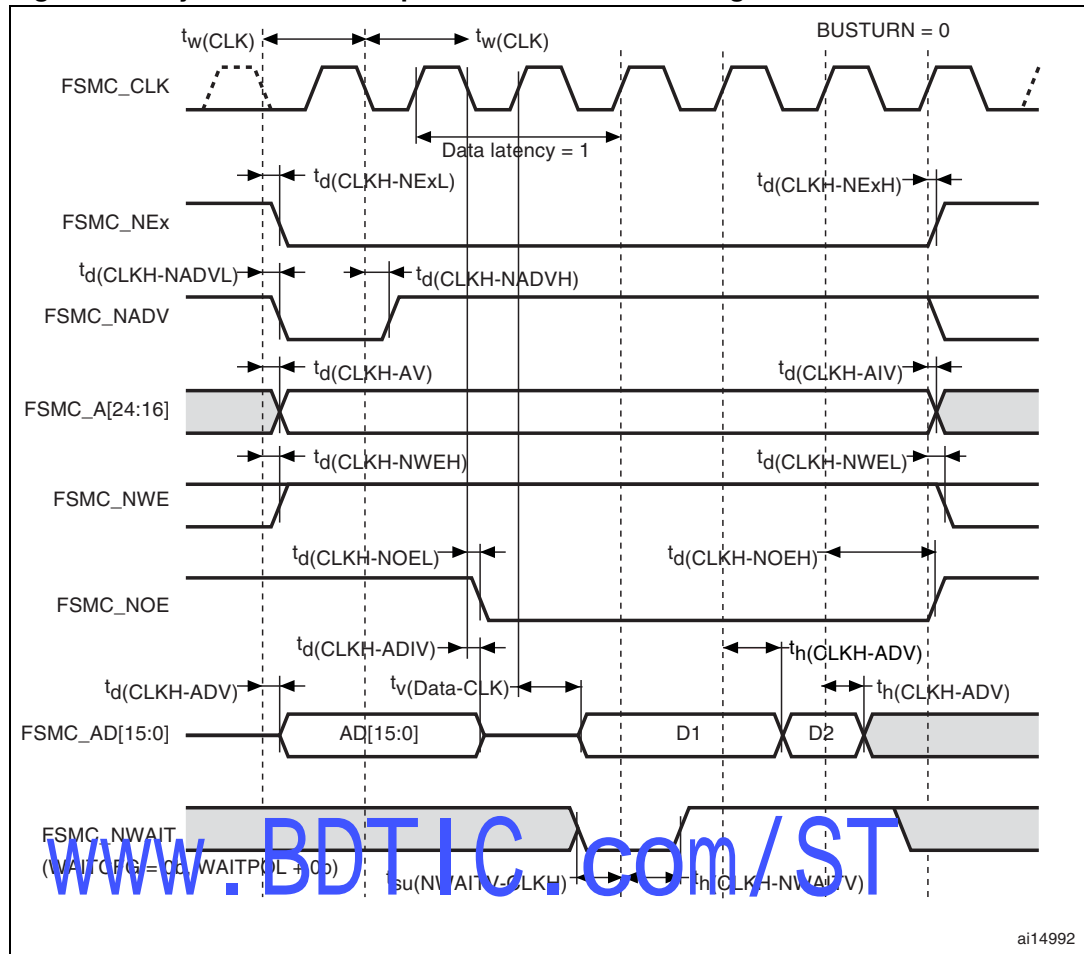 tw(CLK) tw(CLK) BUSTURN = 0
FSMC_CLK
Data latency = 1
td(CLKH-NExL) td(CLKH-NExH)
FSMC_NEx
td(CLKH-NADVL) td(CLKH-NADVH)
FSMC_NADV
td(CLKH-AV) td(CLKH-AIV)
FSMC_A[24:16]
td(CLKH-NWEH) td(CLKH-NWEL)
FSMC_NWE
td(CLKH-NOEL) td(CLKH-NOEH)
FSMC_NOE
td(CLKH-ADIV) th(CLKH-ADV)
td(CLKH-ADV) tv(Data-CLK) th(CLKH-ADV)
FSMC_AD[15:0] AD[15:0] D1 D2
FSMC_NWAIT
(WAITCFG = 0b, WAITPOL + 0b)
www.BDTIC.com/ST
tsu(NWAITV-CLKH) th(CLKH-NWAITV)
ai14992